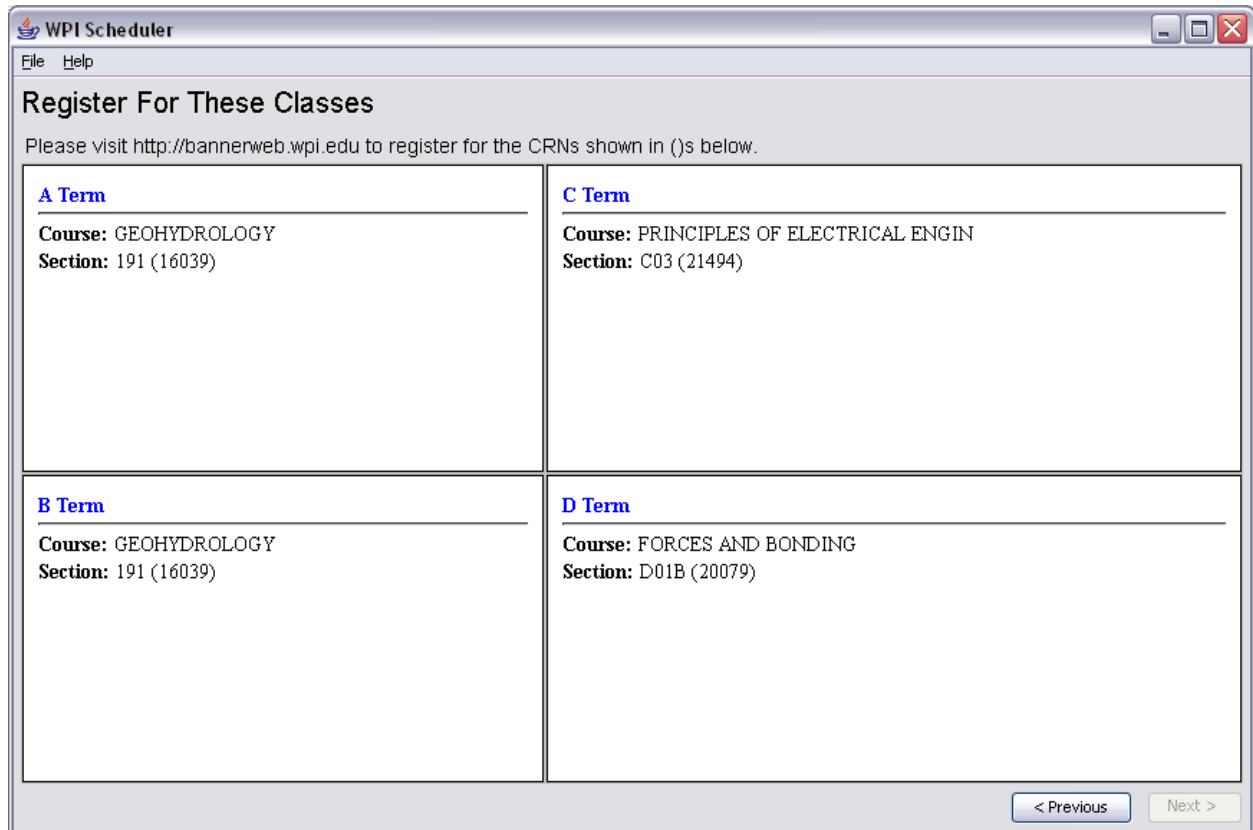 WPI Scheduler
File Help
Register For These Classes
Please visit http://bannerweb.wpi.edu to register for the CRNs shown in ()s below.
A Term
Course: GEOHYDROLOGY
Section: 191 (16039)
C Term
Course: PRINCIPLES OF ELECTRICAL ENGIN
Section: C03 (21494)
B Term
Course: GEOHYDROLOGY
Section: 191 (16039)
D Term
Course: FORCES AND BONDING
Section: D01B (20079)
< Previous
Next >